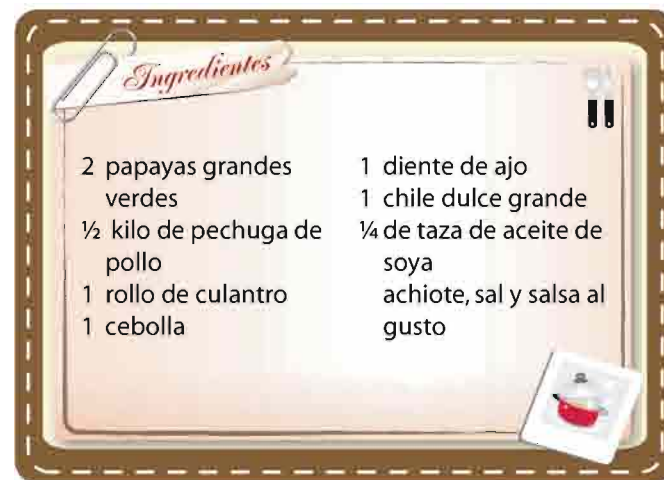 Ingredientes
2 papayas grandes
verdes
½ kilo de pechuga de
pollo
1 rollo de culantro
1 cebolla
1 diente de ajo
1 chile dulce grande
¼ de taza de aceite de
soya
achiote, sal y salsa al
gusto